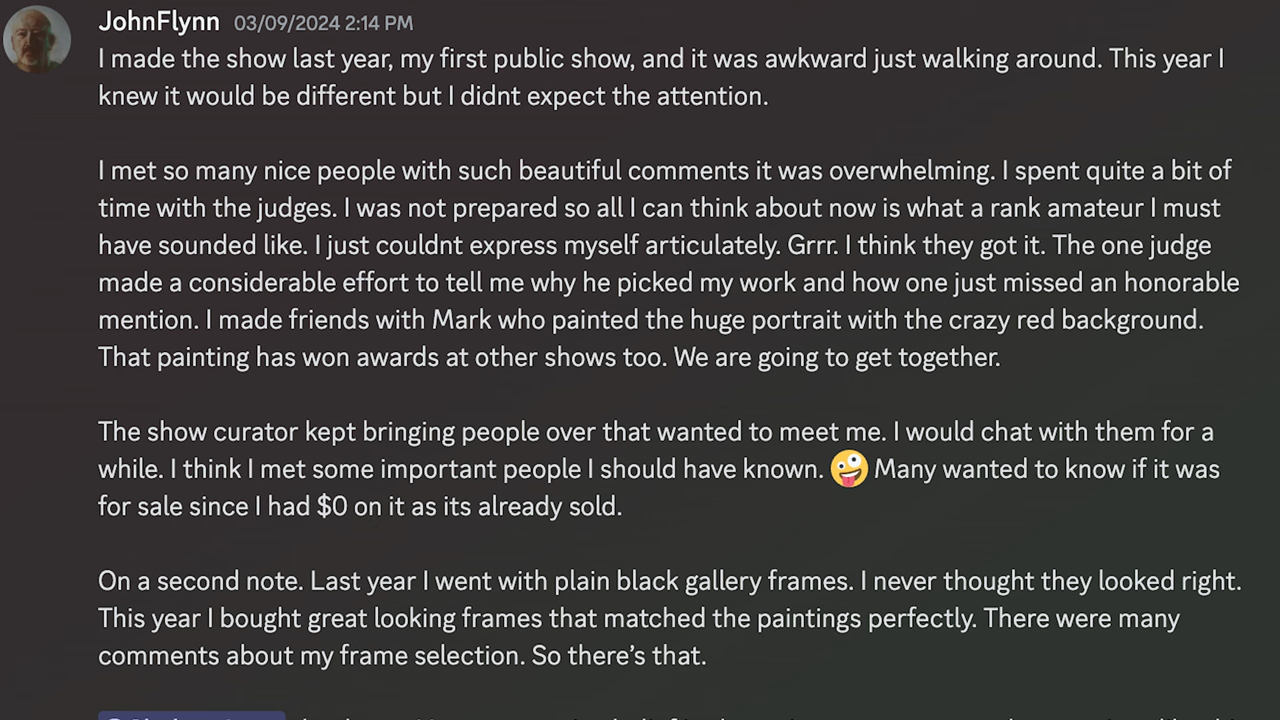 JohnFlynn 03/09/2024 2:14 PM
I made the show last year, my first public show, and it was awkward just walking around. This year I
knew it would be different but I didnt expect the attention.
I met so many nice people with such beautiful comments it was overwhelming. I spent quite a bit of
time with the judges. I was not prepared so all I can think about now is what a rank amateur I must
have sounded like. I just couldnt express myself articulately. Grrr. I think they got it. The one judge
made a considerable effort to tell me why he picked my work and how one just missed an honorable
mention. I made friends with Mark who painted the huge portrait with the crazy red background.
That painting has won awards at other shows too. We are going to get together.
The show curator kept bringing people over that wanted to meet me. I would chat with them for a
while. I think I met some important people I should have known. 🤪 Many wanted to know if it was
for sale since I had $0 on it as its already sold.
On a second note. Last year I went with plain black gallery frames. I never thought they looked right.
This year I bought great looking frames that matched the paintings perfectly. There were many
comments about my frame selection. So there's that.